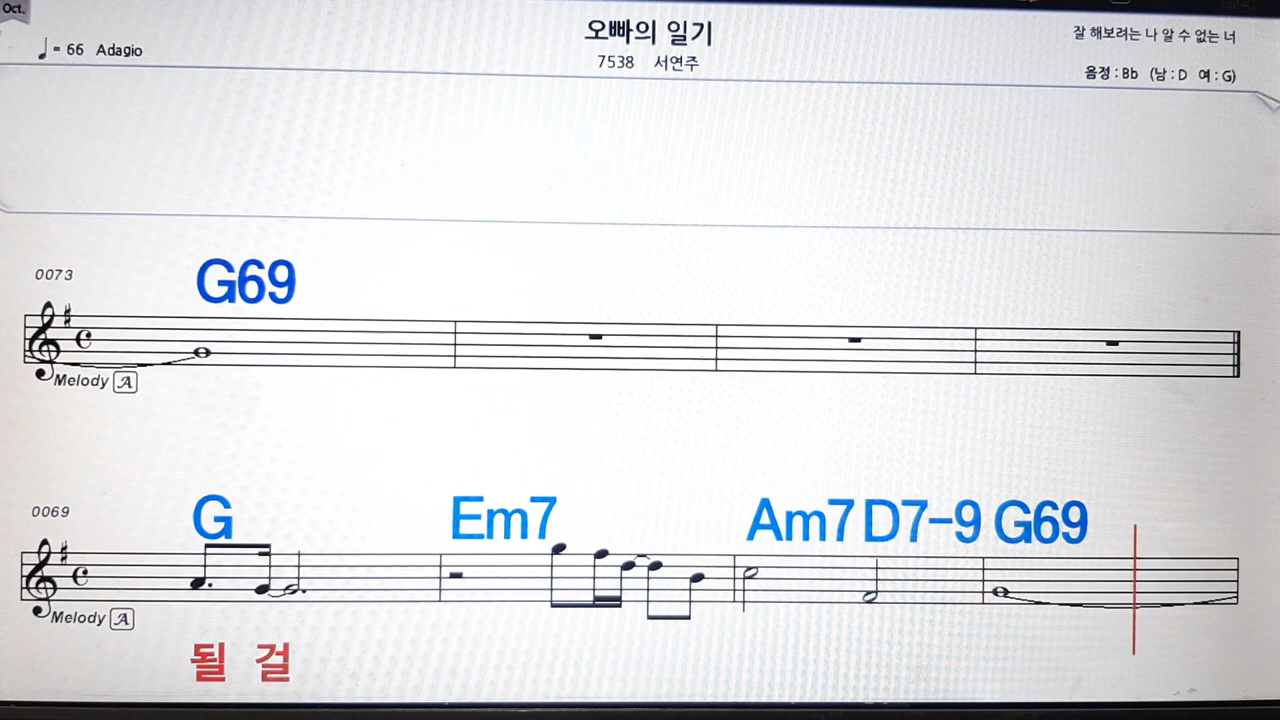 Oct.
♩ = 66 Adagio
오빠의 일기
7538 서연주
잘 해보려는 나 알 수 없는 너
음정 : Bb (남 : D 여 : G)
0073
G69
Melody A
0069
G Em7 Am7 D7-9 G69
Melody A
될 걸